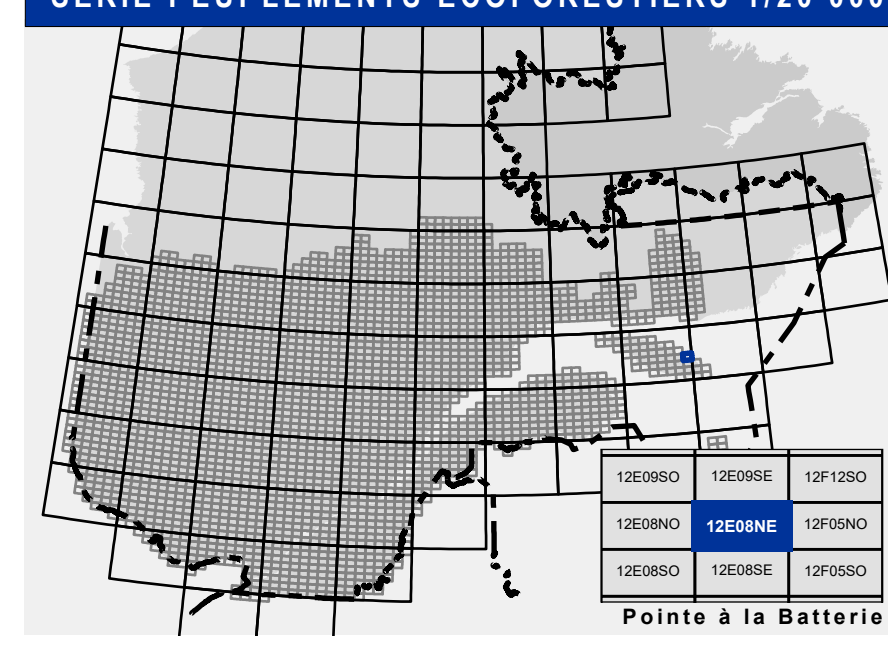 SÉRIE PEUPLEMENTS ÉCOFORESTIERS 1/20 000
12E09SO 12E09SE 12F12SO
12E08NO 12E08NE 12F05NO
12E08SO 12E08SE 12F05SO
Pointe à la Batterie